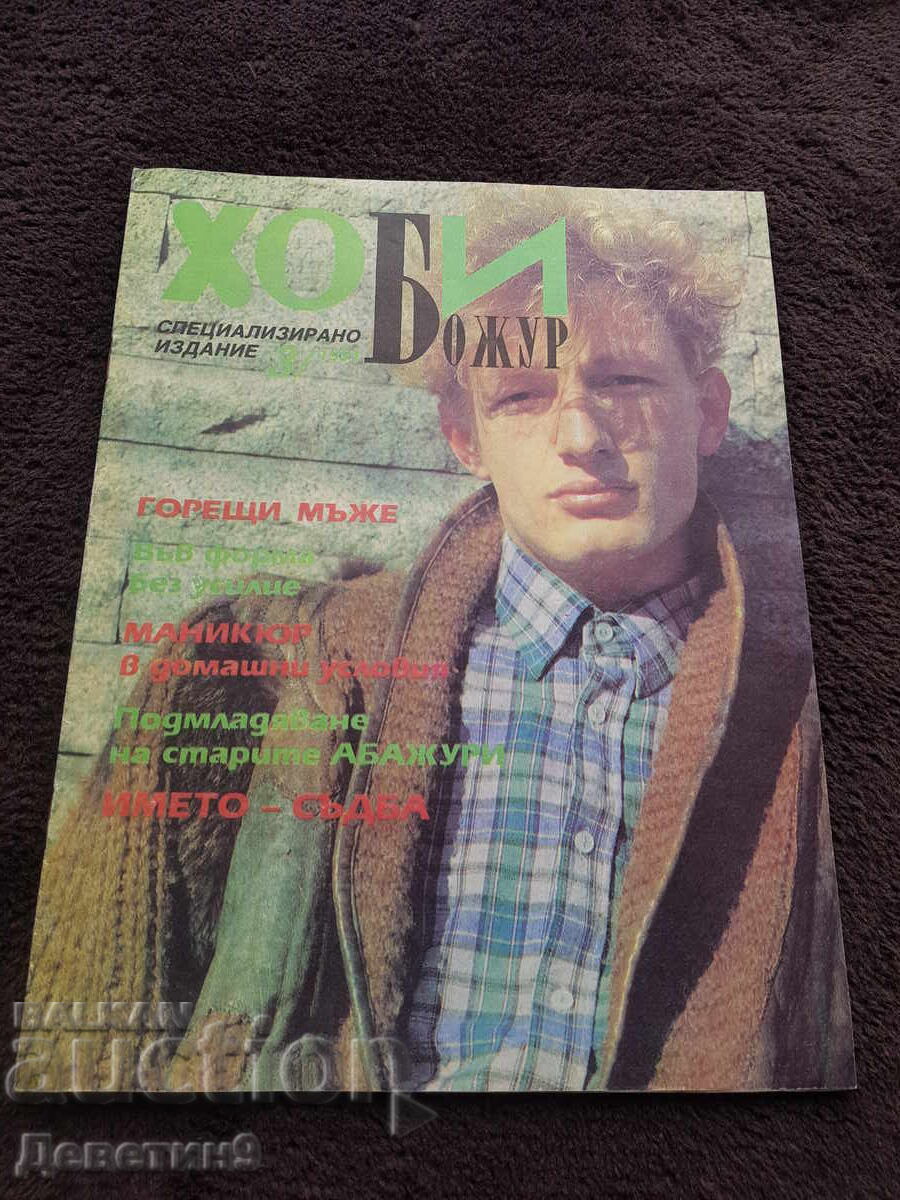 ХОБИ
БОЖУР
СПЕЦИАЛИЗИРАНО
ИЗДАНИЕ
ГОРЕЩИ МЪЖЕ
Във форма
без усилие
МАНИКЮР
в домашни условия
Подмладяване
на старите АБАЖУРИ
ИМЕТО - СЪДБА
BALKAN
auction
Деветин9